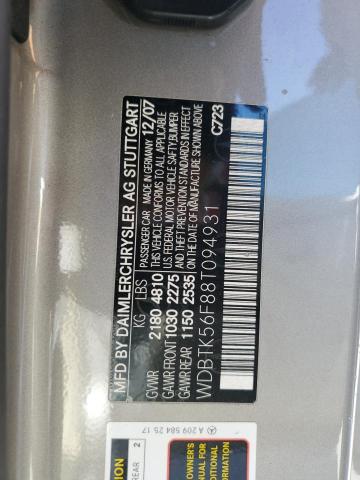 MFD BY DAIMLERCHRYSLER AG STUTTGART
PASSENGER CAR MADE IN GERMANY 12/07
KG LBS
GVWR 2180 4810
GAWR FRONT 1030 2275
GAWR REAR 1150 2535
THIS VEHICLE CONFORMS TO ALL APPLICABLE
U.S. FEDERAL MOTOR VEHICLE SAFTY,BUMPER
AND THEFT PREVENTION STANDARDS IN EFFECT
ON THE DATE OF MANUFACTURE SHOWN ABOVE
WDBTK56F88T094931
C723
A 209 584 25 17
REAR 2
OWNER'S
MANUAL FOR